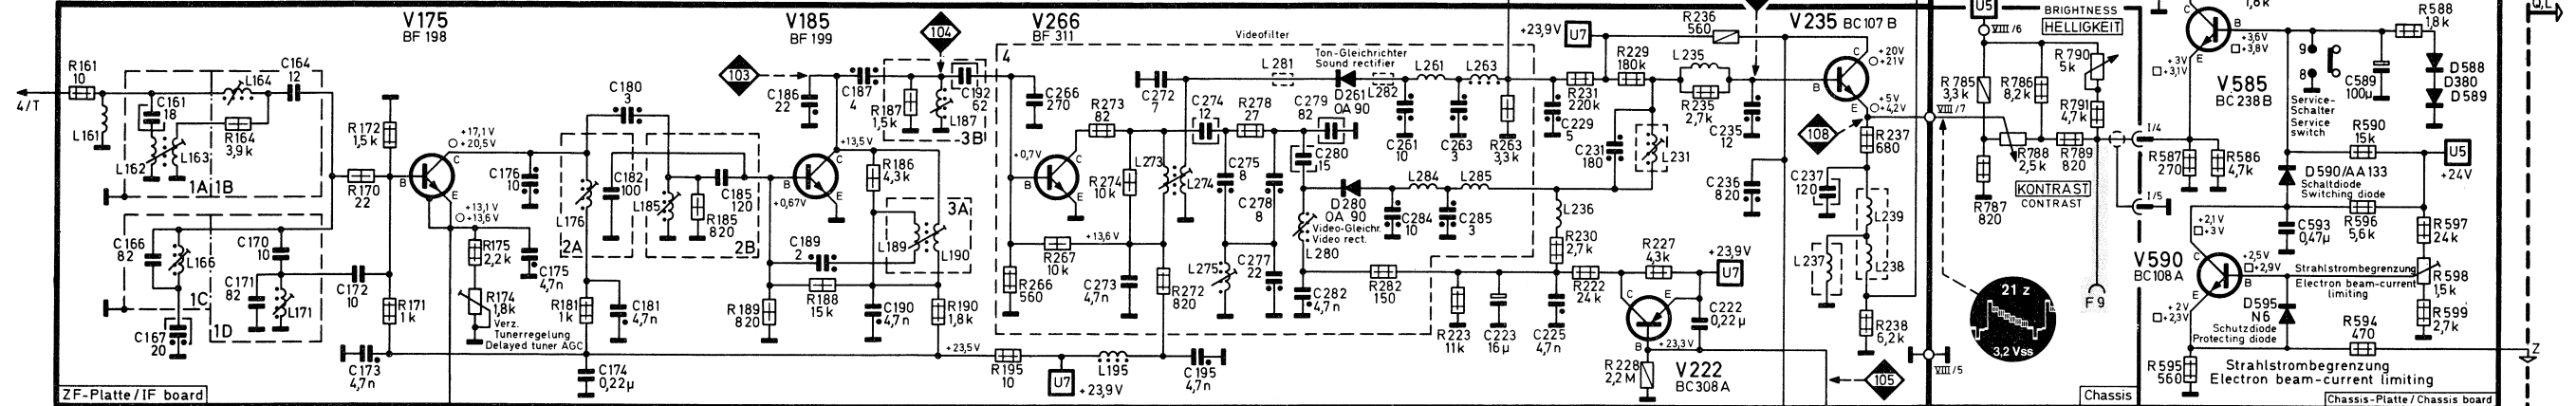 V175
BF 198
V185
BF 199
104
V266
BF 311
Videofilter
+23,9V
U7
R236
560
V235 BC107 B
U5
BRIGHTNESS
HELLIGKEIT
VIII/6
R588
1,8k
Q,L
R161
10
4/T
L161
C161
18
L162
L163
1A
1B
L164
R164
3,9 k
C164
12
C166
82
L166
1C
C167
20
C170
10
C171
82
L171
1D
C172
10
R172
1,5 k
R170
22
R171
1 k
C173
4,7n
B
C
E
+17,1V
+20,5V
+13,1V
+13,6V
R175
2,2 k
R174
1,8k
Verz.
Tunerregelung
Delayed tuner AGC
C176
10
C175
4,7n
R181
1k
C174
0,22µ
L176
2A
C180
3
C182
100
C181
4,7n
L185
R185
820
C185
120
2B
103
C186
22
C187
4
R187
1,5k
L187
3B
C192
62
+13,5V
+0,67V
B
C
E
R186
4,3 k
C189
2
R188
15 k
R189
820
L189
L190
3A
C190
4,7n
R190
1,8 k
+23,5V
R195
10
U7
+23,9V
L195
C195
4,7n
4
C266
270
+0,7V
B
C
E
R273
82
R274
10k
R267
10k
+13,6V
R266
560
C273
4,7n
R272
820
C272
7
L273
L274
C274
12
R278
27
C279
82
C275
8
C278
8
L275
C277
22
C280
15
L280
C282
4,7n
L281
Ton-Gleichrichter
Sound rectifier
D261
OA 90
L282
L261
L263
C261
10
C263
3
R263
3,3k
D280
OA 90
Video-Gleichr.
Video rect.
L284
L285
C284
10
C285
3
R282
150
R223
11k
C223
16µ
C225
4,7n
C229
5
R231
220k
R229
180k
L235
R235
2,7k
C231
180
L231
C235
12
C236
820
L236
R230
2,7k
R222
24 k
R227
43k
+23,9V
U7
C
E
B
C222
0,22µ
+23,3V
R228
2,2 M
V222
BC308A
105
B
C
E
+20V
+21V
+5V
+4,2V
108
R237
680
C237
120
L239
L237
L238
R238
6,2k
VIII/7
VIII/5
R785
3,3 k
R786
8,2k
R790
5k
R791
4,7k
R788
2,5k
R789
820
R787
820
KONTRAST
CONTRAST
21 z
3,2 Vss
F9
I/4
I/5
C
B
E
+3,6V
+3,8V
+3V
+3,1V
V585
BC238B
R587
270
R586
4,7k
9
8
Service-
Schalter
Service
switch
C589
100µ
D588
D380
D589
R590
15k
U5
+24V
D590/AA133
Schaltdiode
Switching diode
C593
0,47µ
R596
5,6k
R597
24k
+2,1V
+3V
V590
BC108A
C
B
E
+2,5V
+2,9V
Strahlstrombegrenzung
Electron beam-current
limiting
R598
1,5k
D595
N6
Schutzdiode
Protecting diode
+2V
+2,3V
R594
470
R599
2,7k
R595
560
Z
Strahlstrombegrenzung
Electron beam-current limiting
ZF-Platte / IF board
Chassis
Chassis-Platte / Chassis board